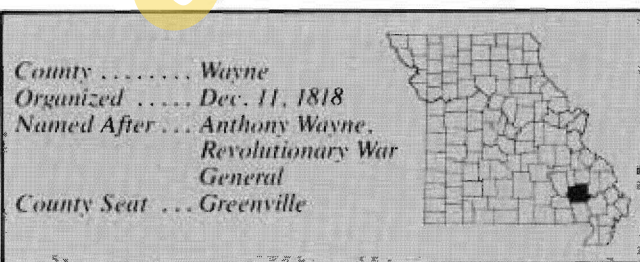 County ........ Wayne
Organized ..... Dec. 11, 1818
Named After ... Anthony Wayne,
Revolutionary War
General
County Seat ... Greenville